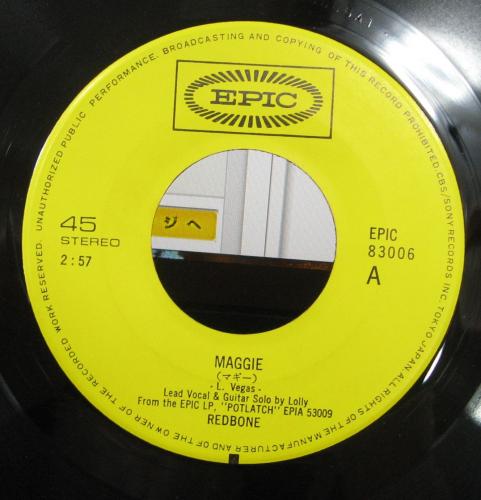 UNAUTHORIZED PUBLIC PERFORMANCE. BROADCASTING AND COPYING OF THIS RECORD PROHIBITED. CBS/SONY RECORDS INC. TOKYO JAPAN. ALL RIGHTS OF THE MANUFACTURER AND OF THE OWNER OF THE RECORDED WORK RESERVED.
EPIC
45
STEREO
2:57
EPIC
83006
A
MAGGIE
(マギー)
- L. Vegas -
Lead Vocal & Guitar Solo by Lolly
From the EPIC LP, "POTLATCH" EPIA 53009
REDBONE